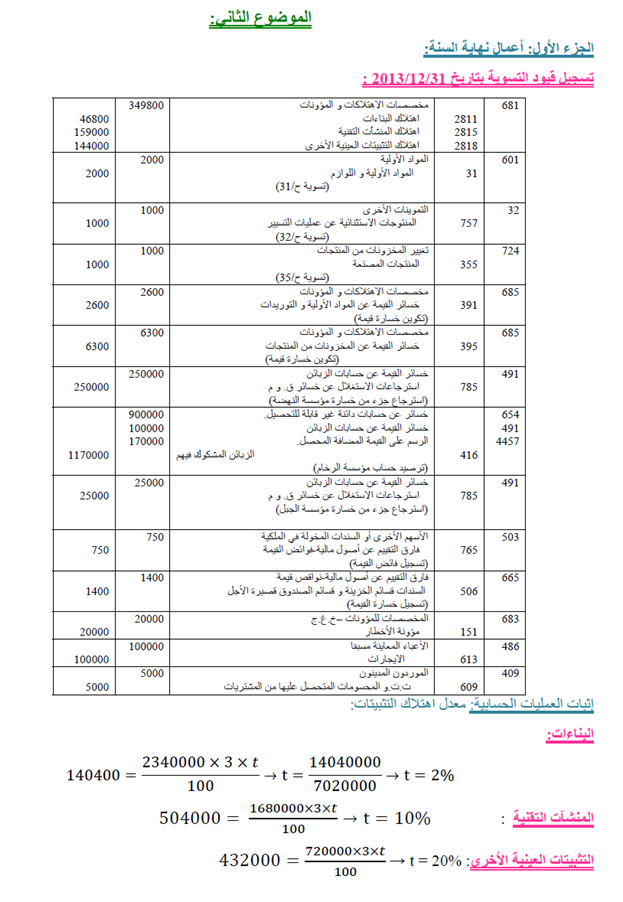 الموضوع الثاني:
الجزء الأول: أعمال نهاية السنة:
تسجيل قيود التسوية بتاريخ 2013/12/31 :
681 مخصصات الاهتلاكات و المؤونات 349800
2811 اهتلاك البناءات 46800
2815 اهتلاك المنشآت التقنية 159000
2818 اهتلاك التثبيتات العينية الأخرى 144000
601 المواد الأولية 2000
31 المواد الأولية و اللوازم 2000
(تسوية ح/31)
32 التموينات الأخرى 1000
757 المنتوجات الاستثنائية عن عمليات التسيير 1000
(تسوية ح/32)
724 تغيير المخزونات من المنتجات 1000
355 المنتجات المصنعة 1000
(تسوية ح/35)
685 مخصصات الاهتلاكات و المؤونات 2600
391 خسائر القيمة عن المواد الأولية و التوريدات 2600
(تكوين خسارة قيمة)
685 مخصصات الاهتلاكات و المؤونات 6300
395 خسائر القيمة عن المخزونات من المنتجات 6300
(تكوين خسارة قيمة)
491 خسائر القيمة عن حسابات الزبائن 250000
785 استرجاعات الاستغلال عن خسائر ق. و م 250000
(استرجاع جزء من خسارة مؤسسة النهضة)
654 خسائر عن حسابات دائنة غير قابلة للتحصيل. 900000
491 خسائر القيمة عن حسابات الزبائن 100000
4457 الرسم على القيمة المضافة المحصل. 170000
416 الزبائن المشكوك فيهم 1170000
(ترصيد حساب مؤسسة الرخام)
491 خسائر القيمة عن حسابات الزبائن 25000
785 استرجاعات الاستغلال عن خسائر ق. و م 25000
(استرجاع جزء من خسارة مؤسسة الجبل)
503 الأسهم الأخرى أو السندات المخولة في الملكية 750
765 فارق التقييم عن أصول مالية-فوائض القيمة 750
(تسجيل فائض القيمة)
665 فارق التقييم عن أصول مالية-نواقص قيمة 1400
506 السندات قسائم الخزينة و قسائم الصندوق قصيرة الأجل 1400
(تسجيل خسارة القيمة)
683 المخصصات للمؤونات –خ.غ.ج 20000
151 مؤونة الأخطار 20000
486 الأعباء المعاينة مسبقا 100000
613 الايجارات 100000
409 الموردون المدينون 5000
609 ت.ت.و المحسومات المتحصل عليها من المشتريات 5000
إثبات العمليات الحسابية: معدل اهتلاك التثبيتات:
البناءات:
140400 = 2340000 × 3 × t / 100 → t = 14040000 / 7020000 → t = 2%
المنشآت التقنية : 504000 = 1680000×3×t / 100 → t = 10%
التثبيتات العينية الأخرى: 432000 = 720000×3×t / 100 → t = 20%